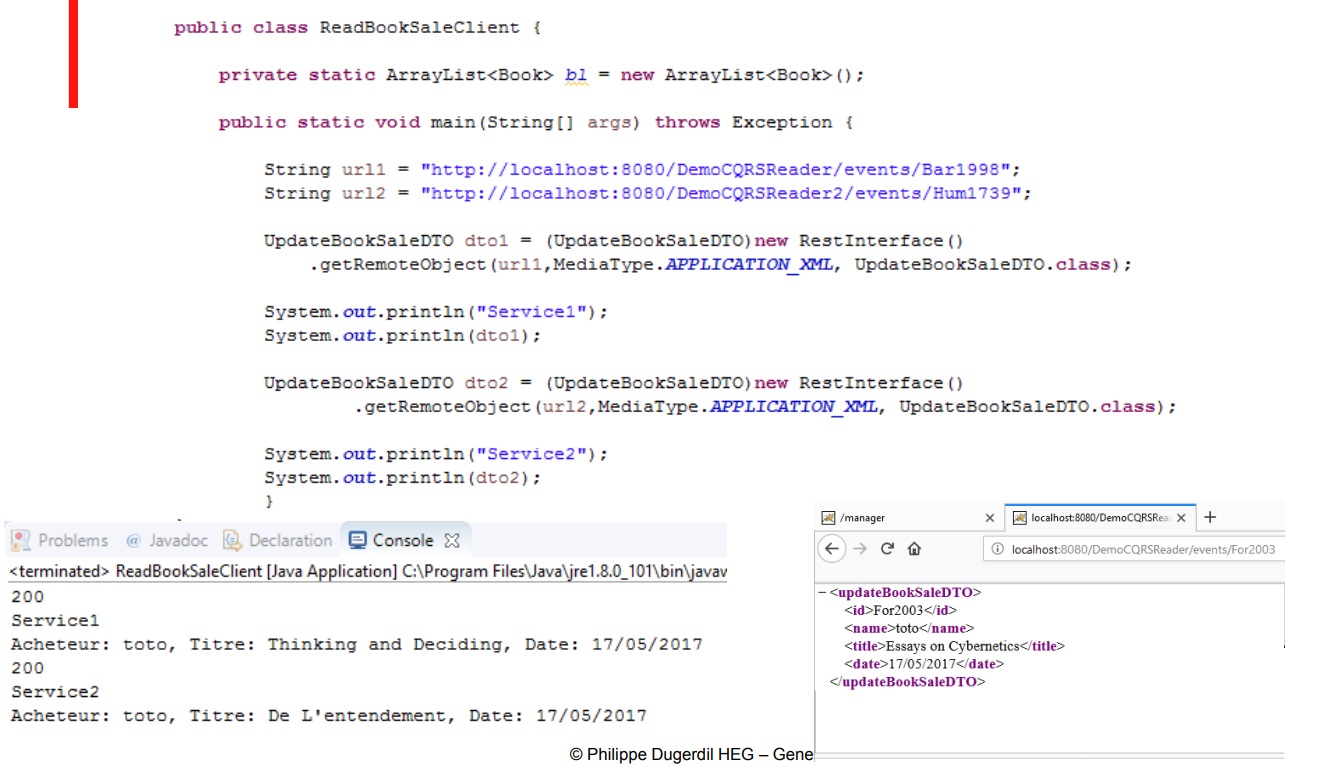 public class ReadBookSaleClient {
private static ArrayList<Book> bl = new ArrayList<Book>();
public static void main(String[] args) throws Exception {
String url1 = "http://localhost:8080/DemoCQRSReader/events/Bar1998";
String url2 = "http://localhost:8080/DemoCQRSReader2/events/Hum1739";
UpdateBookSaleDTO dto1 = (UpdateBookSaleDTO)new RestInterface()
.getRemoteObject(url1,MediaType.APPLICATION_XML, UpdateBookSaleDTO.class);
System.out.println("Service1");
System.out.println(dto1);
UpdateBookSaleDTO dto2 = (UpdateBookSaleDTO)new RestInterface()
.getRemoteObject(url2,MediaType.APPLICATION_XML, UpdateBookSaleDTO.class);
System.out.println("Service2");
System.out.println(dto2);
}
Problems @ Javadoc Declaration Console
<terminated> ReadBookSaleClient [Java Application] C:\Program Files\Java\jre1.8.0_101\bin\javaw
200
Service1
Acheteur: toto, Titre: Thinking and Deciding, Date: 17/05/2017
200
Service2
Acheteur: toto, Titre: De L'entendement, Date: 17/05/2017
/manager
localhost:8080/DemoCQRSRea
localhost:8080/DemoCQRSReader/events/For2003
−<updateBookSaleDTO>
<id>For2003</id>
<name>toto</name>
<title>Essays on Cybernetics</title>
<date>17/05/2017</date>
</updateBookSaleDTO>
© Philippe Dugerdil HEG – Gene